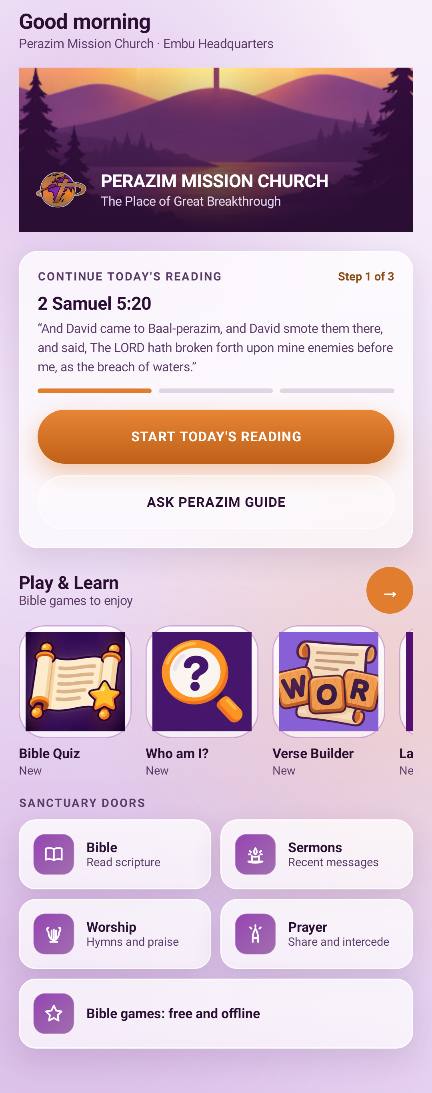 Good morning
Perazim Mission Church · Embu Headquarters
PERAZIM MISSION CHURCH
The Place of Great Breakthrough
CONTINUE TODAY'S READING
Step 1 of 3
2 Samuel 5:20
“And David came to Baal-perazim, and David smote them there,
and said, The LORD hath broken forth upon mine enemies before
me, as the breach of waters.”
START TODAY'S READING
ASK PERAZIM GUIDE
Play & Learn
Bible games to enjoy
→
?
WOR
Bible Quiz
Who am I?
Verse Builder
La
New
New
New
Ne
SANCTUARY DOORS
Bible
Read scripture
Sermons
Recent messages
Worship
Hymns and praise
Prayer
Share and intercede
Bible games: free and offline